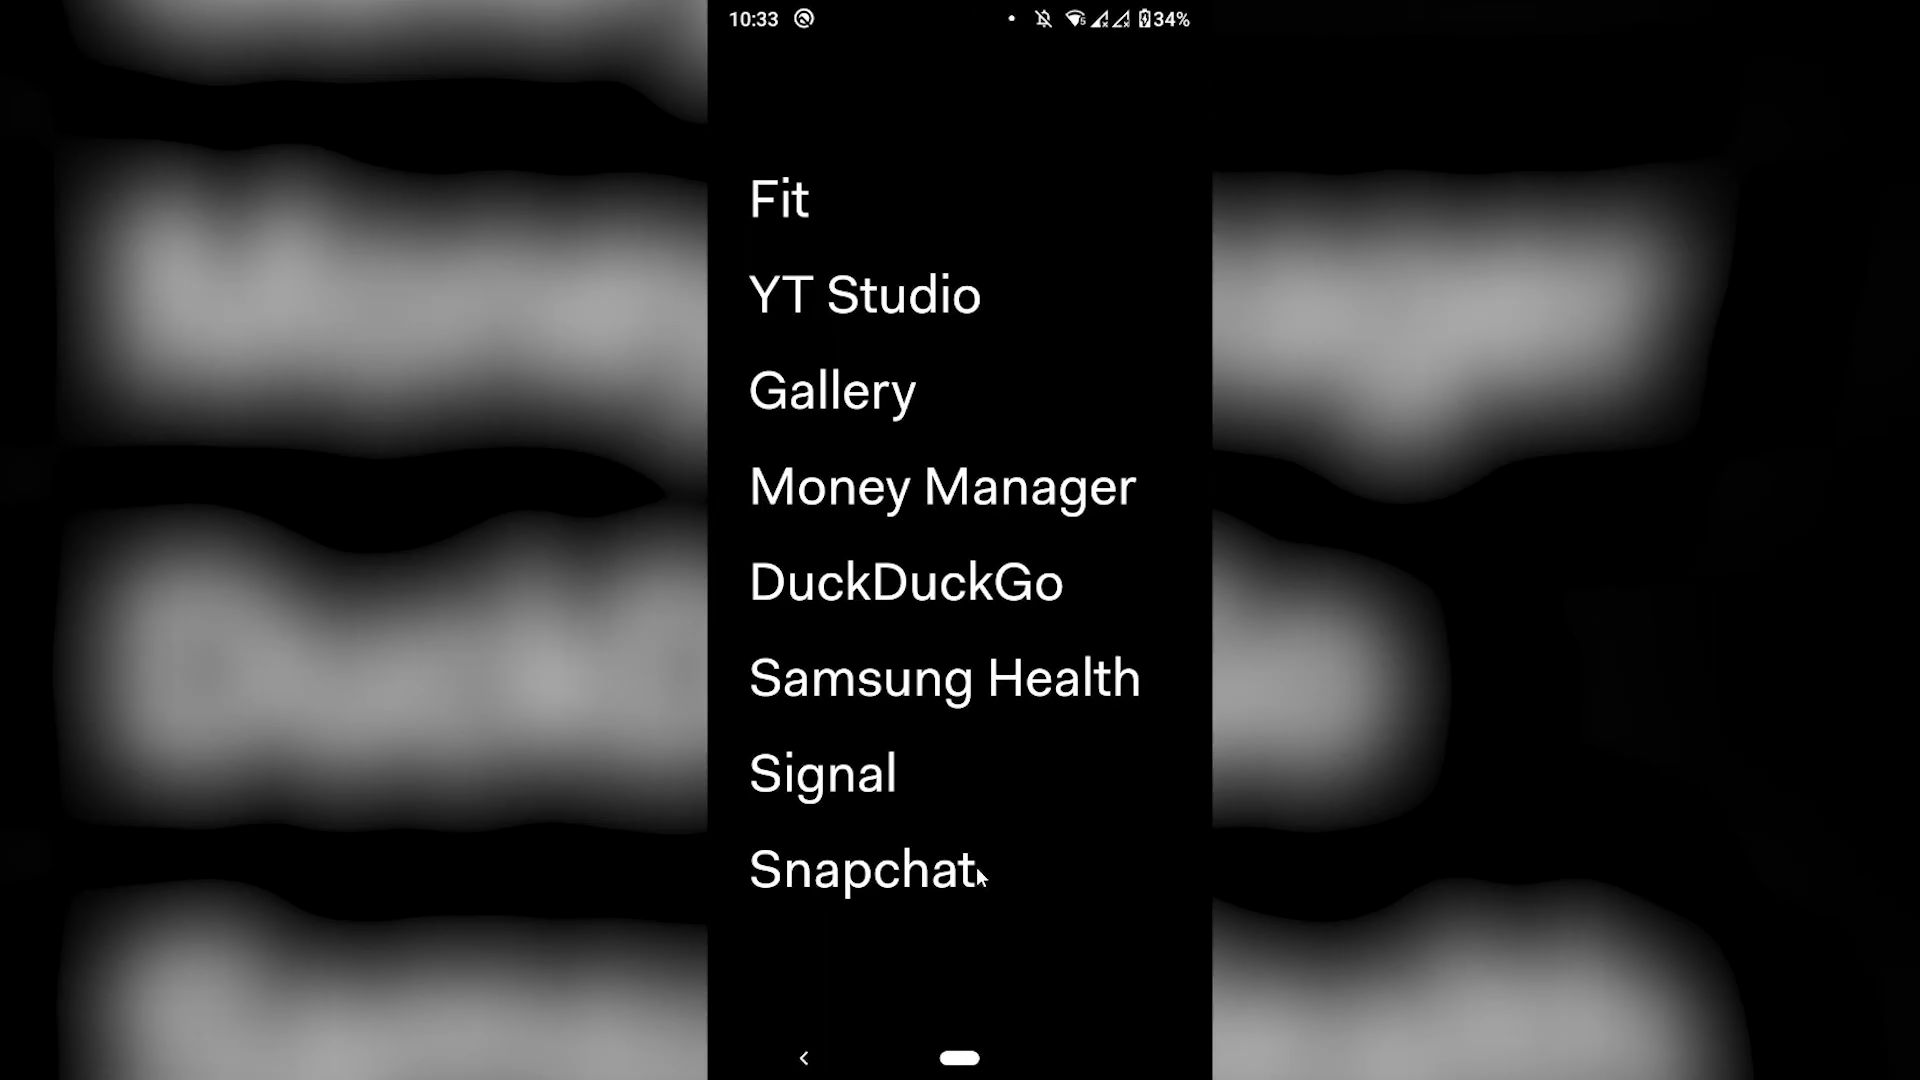 10:33 34%
Fit
YT Studio
Gallery
Money Manager
DuckDuckGo
Samsung Health
Signal
Snapchat